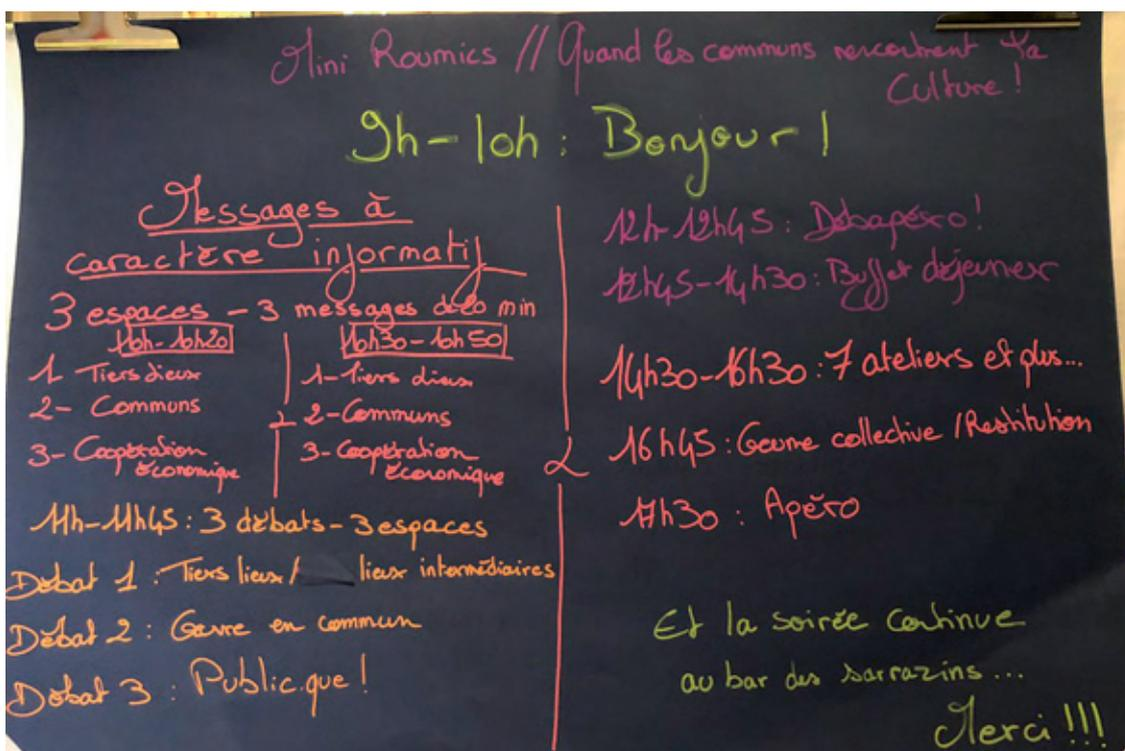 Mini Roumics // Quand les communs rencontrent la
Culture !
9h-10h : Bonjour !
Messages à
caractère informatif
3 espaces - 3 messages de 20 min
10h-10h20
1 Tiers lieux
2- Communs
3- Coopération
économique
10h30-10h50
1- Tiers lieux
2- Communs
3- Coopération
économique
11h-11h45 : 3 débats - 3 espaces
Débat 1 : Tiers lieux / lieux intermédiaires
Débat 2 : Œuvre en commun
Débat 3 : Public.que !
12h-12h45 : Débapéro !
12h45-14h30 : Buffet déjeuner
14h30-16h30 : 7 ateliers et plus...
16h45 : Œuvre collective / Restitution
17h30 : Apéro
Et la soirée continue
au bar des sarrazins...
Merci !!!